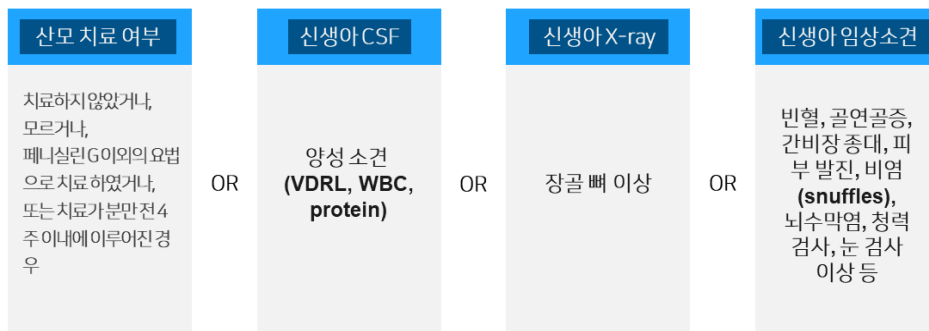 산모 치료 여부
치료하지 않았거나,
모르거나,
페니실린 G 이외의 요법
으로 치료 하였거나,
또는 치료가 분만 전 4
주 이내에 이루어진 경
우
OR
신생아 CSF
양성 소견
(VDRL, WBC,
protein)
OR
신생아 X-ray
장골 뼈 이상
OR
신생아 임상소견
빈혈, 골연골증,
간비장 종대, 피
부 발진, 비염
(snuffles),
뇌수막염, 청력
검사, 눈 검사
이상 등